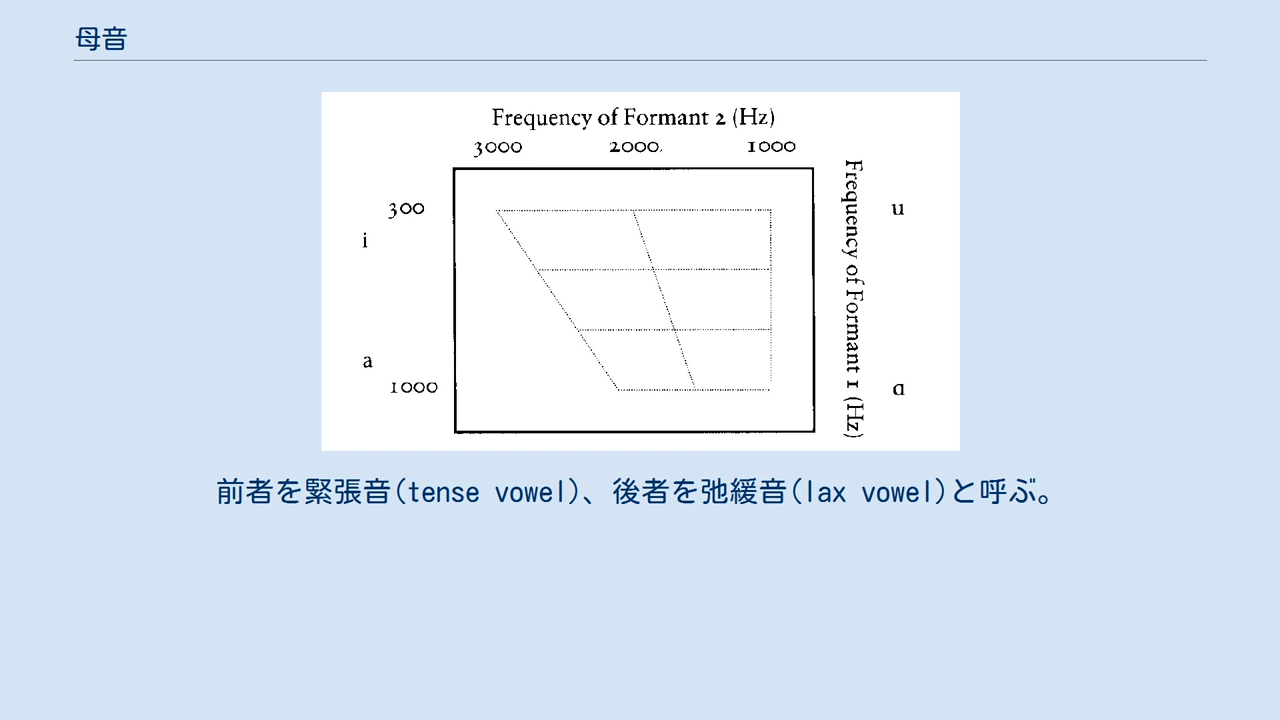 母音
Frequency of Formant 2 (Hz)
3000 2000 1000
300
i
a
1000
Frequency of Formant 1 (Hz)
u
ɑ
前者を緊張音(tense vowel)、後者を弛緩音(lax vowel)と呼ぶ。